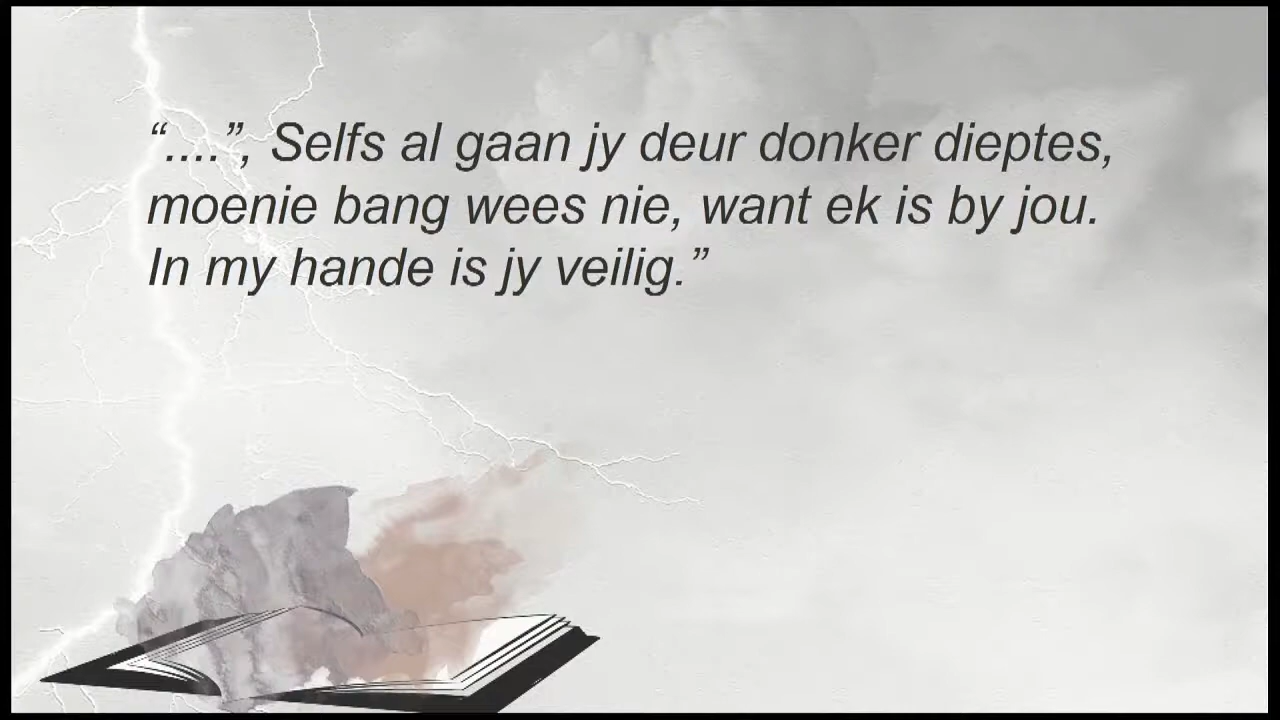 “....”, Selfs al gaan jy deur donker dieptes,
moenie bang wees nie, want ek is by jou.
In my hande is jy veilig.”